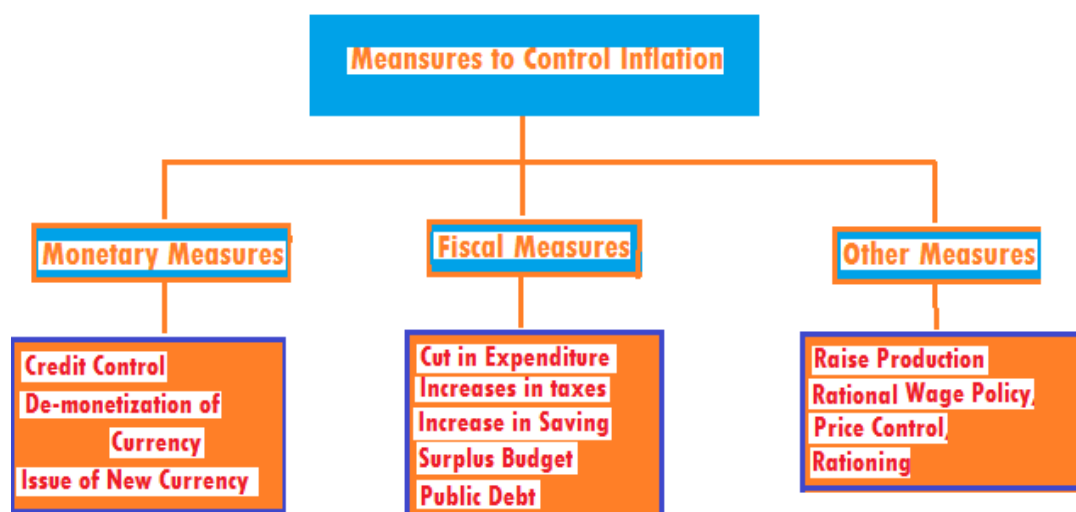 Meansures to Control Inflation
Monetary Measures
Fiscal Measures
Other Measures
Credit Control
De-monetization of
Currency
Issue of New Currency
Cut in Expenditure
Increases in taxes
Increase in Saving
Surplus Budget
Public Debt
Raise Production
Rational Wage Policy,
Price Control,
Rationing